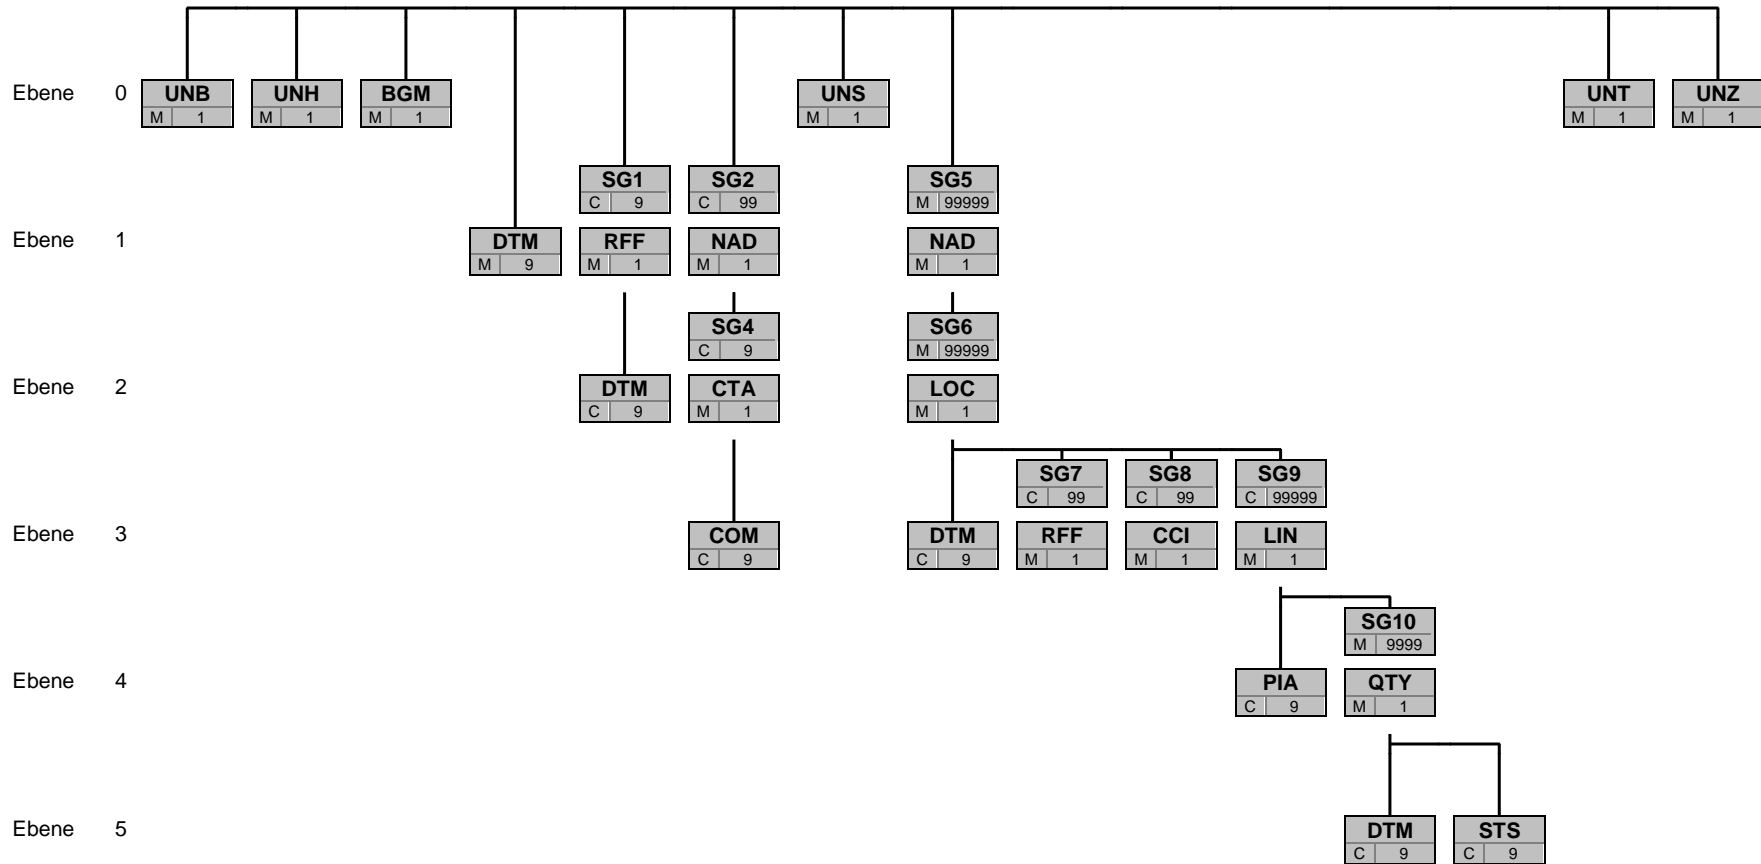 Ebene 0 UNB UNH BGM UNS UNT UNZ
M 1 M 1 M 1 M 1 M 1 M 1
SG1 SG2 SG5
C 9 C 99 M 99999
Ebene 1 DTM RFF NAD NAD
M 9 M 1 M 1 M 1
SG4 SG6
C 9 M 99999
Ebene 2 DTM CTA LOC
C 9 M 1 M 1
SG7 SG8 SG9
C 99 C 99 C 99999
Ebene 3 COM DTM RFF CCI LIN
C 9 C 9 M 1 M 1 M 1
SG10
M 9999
Ebene 4 PIA QTY
C 9 M 1
Ebene 5 DTM STS
C 9 C 9